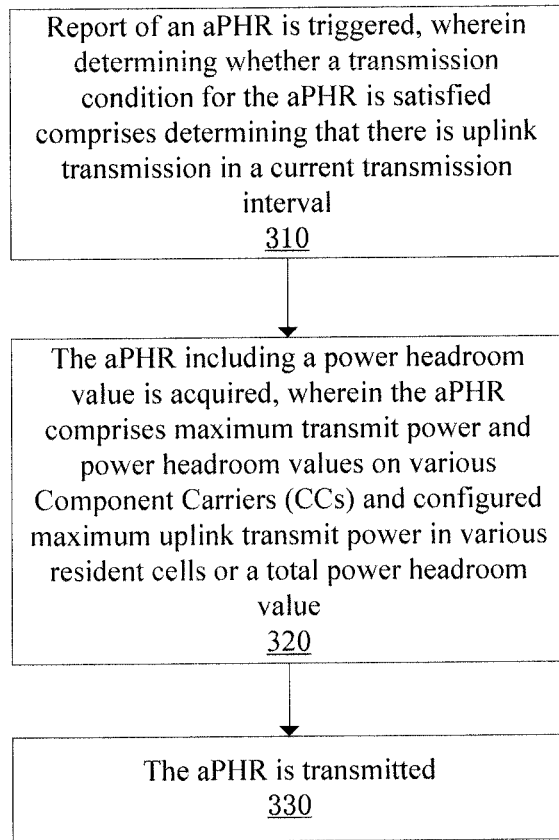 Report of an aPHR is triggered, wherein
determining whether a transmission
condition for the aPHR is satisfied
comprises determining that there is uplink
transmission in a current transmission
interval
310
The aPHR including a power headroom
value is acquired, wherein the aPHR
comprises maximum transmit power and
power headroom values on various
Component Carriers (CCs) and configured
maximum uplink transmit power in various
resident cells or a total power headroom
value
320
The aPHR is transmitted
330